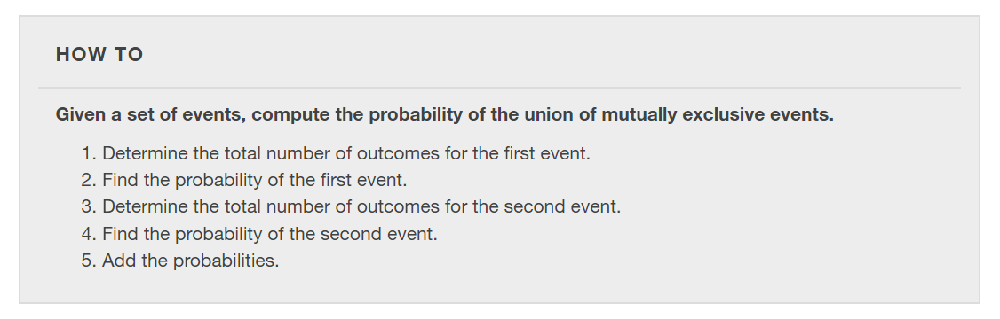 HOW TO
Given a set of events, compute the probability of the union of mutually exclusive events.
1. Determine the total number of outcomes for the first event.
2. Find the probability of the first event.
3. Determine the total number of outcomes for the second event.
4. Find the probability of the second event.
5. Add the probabilities.